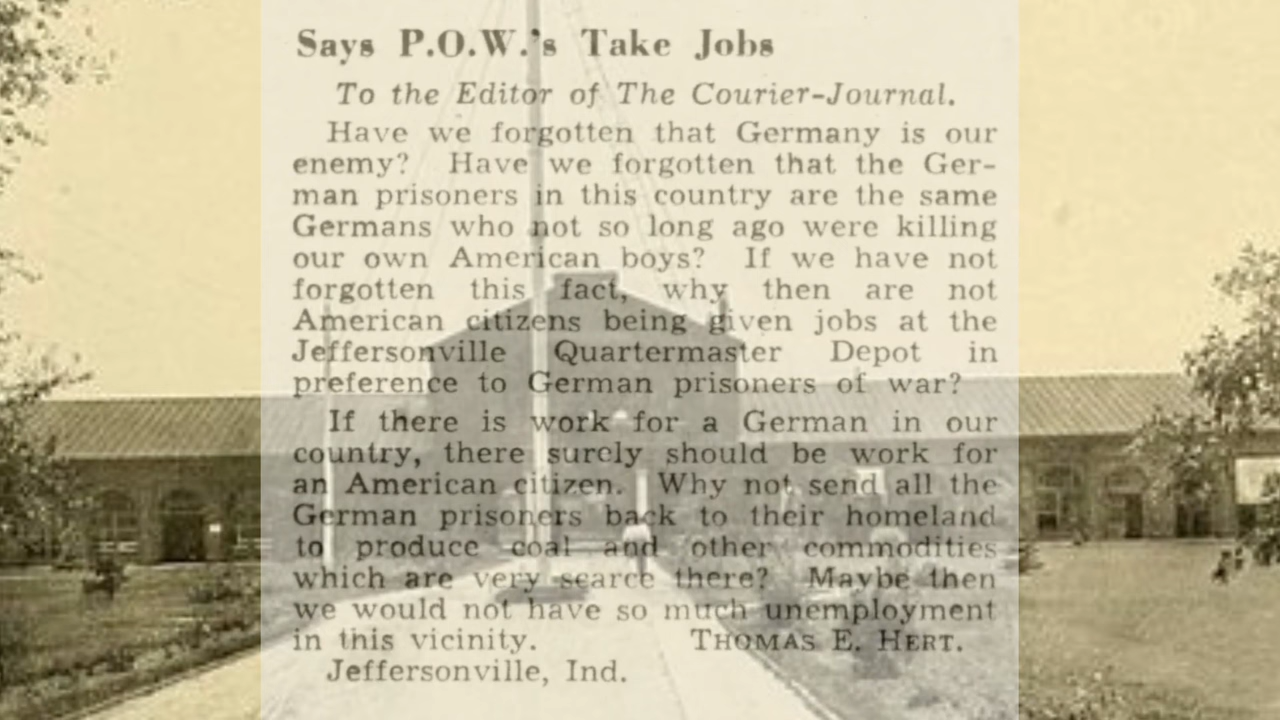 Says P.O.W.'s Take Jobs
To the Editor of The Courier-Journal.
Have we forgotten that Germany is our
enemy? Have we forgotten that the Ger-
man prisoners in this country are the same
Germans who not so long ago were killing
our own American boys? If we have not
forgotten this fact, why then are not
American citizens being given jobs at the
Jeffersonville Quartermaster Depot in
preference to German prisoners of war?
If there is work for a German in our
country, there surely should be work for
an American citizen. Why not send all the
German prisoners back to their homeland
to produce coal and other commodities
which are very scarce there? Maybe then
we would not have so much unemployment
in this vicinity. THOMAS E. HERT.
Jeffersonville, Ind.